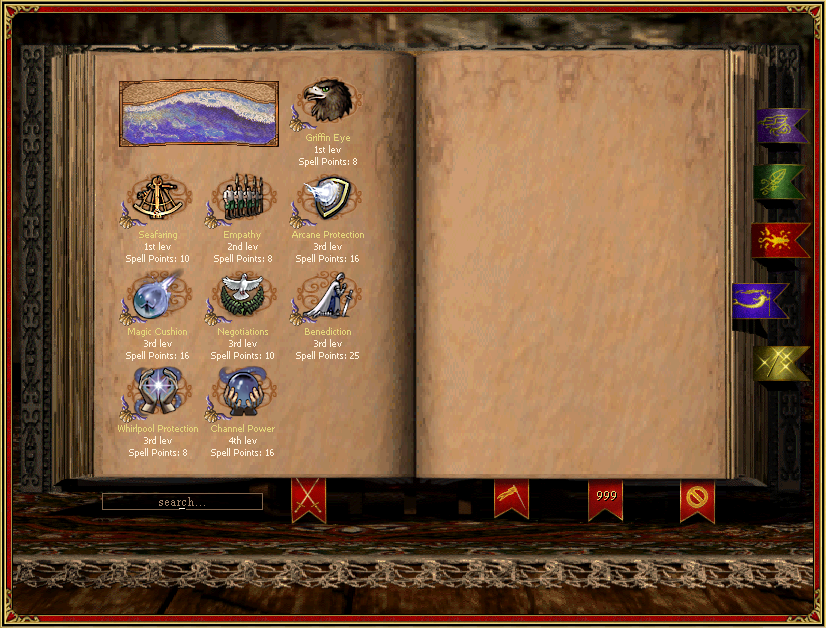 Griffin Eye
1st lev
Spell Points: 8
Seafaring
1st lev
Spell Points: 10
Empathy
2nd lev
Spell Points: 8
Arcane Protection
3rd lev
Spell Points: 16
Magic Cushion
3rd lev
Spell Points: 16
Negotiations
3rd lev
Spell Points: 10
Benediction
3rd lev
Spell Points: 25
Whirlpool Protection
3rd lev
Spell Points: 8
Channel Power
4th lev
Spell Points: 16
search...
999